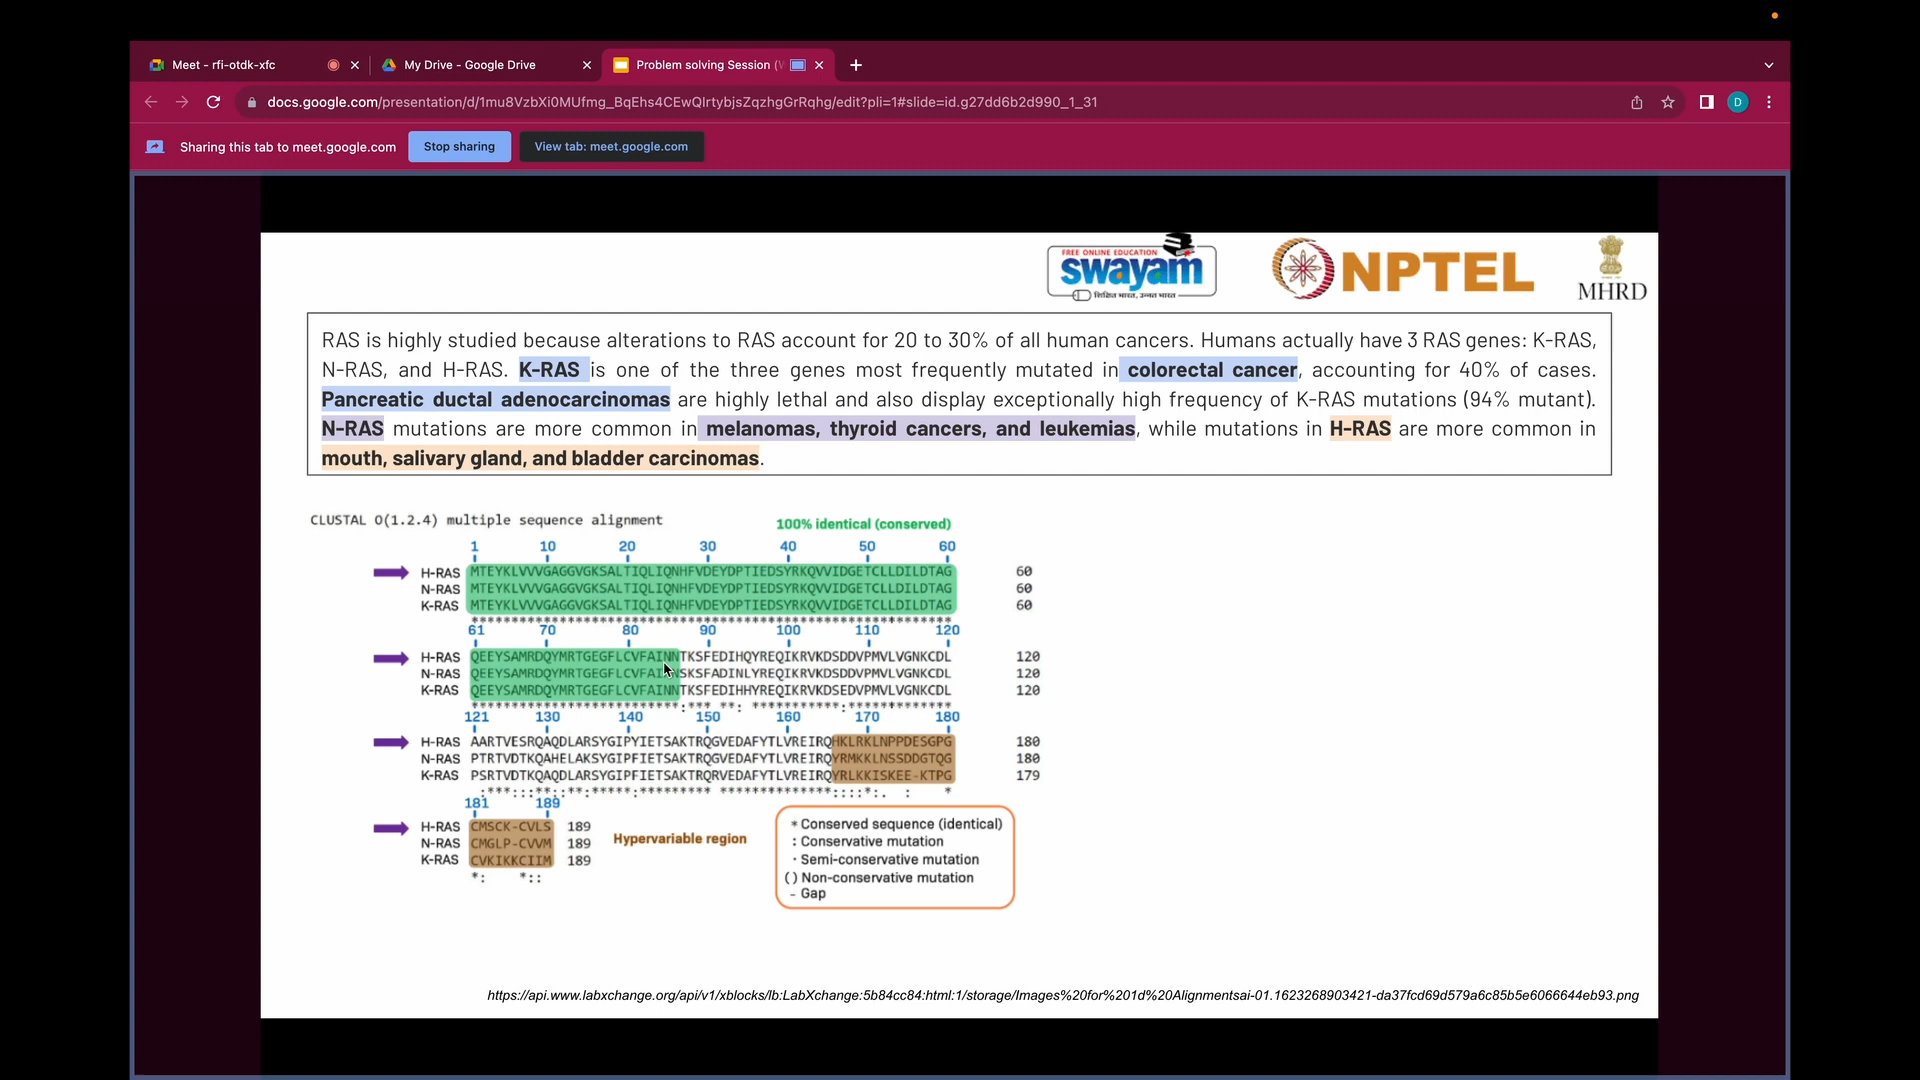 Meet - rfi-otdk-xfc
My Drive - Google Drive
Problem solving Session (
docs.google.com/presentation/d/1mu8VzbXi0MUfmg_BqEhs4CEwQIrtybjsZqzhgGrRqhg/edit?pli=1#slide=id.g27dd6b2d990_1_31
D
Sharing this tab to meet.google.com
Stop sharing
View tab: meet.google.com
FREE ONLINE EDUCATION
swayam
शिक्षित भारत, उन्नत भारत
NPTEL
MHRD
RAS is highly studied because alterations to RAS account for 20 to 30% of all human cancers. Humans actually have 3 RAS genes: K-RAS,
N-RAS, and H-RAS. K-RAS is one of the three genes most frequently mutated in colorectal cancer, accounting for 40% of cases.
Pancreatic ductal adenocarcinomas are highly lethal and also display exceptionally high frequency of K-RAS mutations (94% mutant).
N-RAS mutations are more common in melanomas, thyroid cancers, and leukemias, while mutations in H-RAS are more common in
mouth, salivary gland, and bladder carcinomas.
CLUSTAL O(1.2.4) multiple sequence alignment
100% identical (conserved)
1 10 20 30 40 50 60
H-RAS MTEYKLVVVGAGGVGKSALTIQLIQNHFVDEYDPTIEDSYRKQVVIDGETCLLDILDTAG 60
N-RAS MTEYKLVVVGAGGVGKSALTIQLIQNHFVDEYDPTIEDSYRKQVVIDGETCLLDILDTAG 60
K-RAS MTEYKLVVVGAGGVGKSALTIQLIQNHFVDEYDPTIEDSYRKQVVIDGETCLLDILDTAG 60
************************************************************
61 70 80 90 100 110 120
H-RAS QEEYSAMRDQYMRTGEGFLCVFAINNTKSFEDIHQYREQIKRVKDSDDVPMVLVGNKCDL 120
N-RAS QEEYSAMRDQYMRTGEGFLCVFAINNSKSFADINLYREQIKRVKDSDDVPMVLVGNKCDL 120
K-RAS QEEYSAMRDQYMRTGEGFLCVFAINNTKSFEDIHHYREQIKRVKDSEDVPMVLVGNKCDL 120
**************************:*** **: ***********:*************
121 130 140 150 160 170 180
H-RAS AARTVESRQAQDLARSYGIPYIETSAKTRQGVEDAFYTLVREIRQHKLRKLNPPDESGPG 180
N-RAS PTRTVDTKQAHELAKSYGIPFIETSAKTRQGVEDAFYTLVREIRQYRMKKLNSSDDGTQG 180
K-RAS PSRTVDTKQAQDLARSYGIPFIETSAKTRQRVEDAFYTLVREIRQYRLKKISKEE-KTPG 179
:***:::**::**:*****:********* **************::::*:. : *
181 189
H-RAS CMSCK-CVLS 189
N-RAS CMGLP-CVVM 189
K-RAS CVKIKKCIIM 189
*: *::
Hypervariable region
* Conserved sequence (identical)
: Conservative mutation
· Semi-conservative mutation
( ) Non-conservative mutation
- Gap
https://api.www.labxchange.org/api/v1/xblocks/lb:LabXchange:5b84cc84:html:1/storage/Images%20for%201d%20Alignmentsai-01.1623268903421-da37fcd69d579a6c85b5e6066644eb93.png